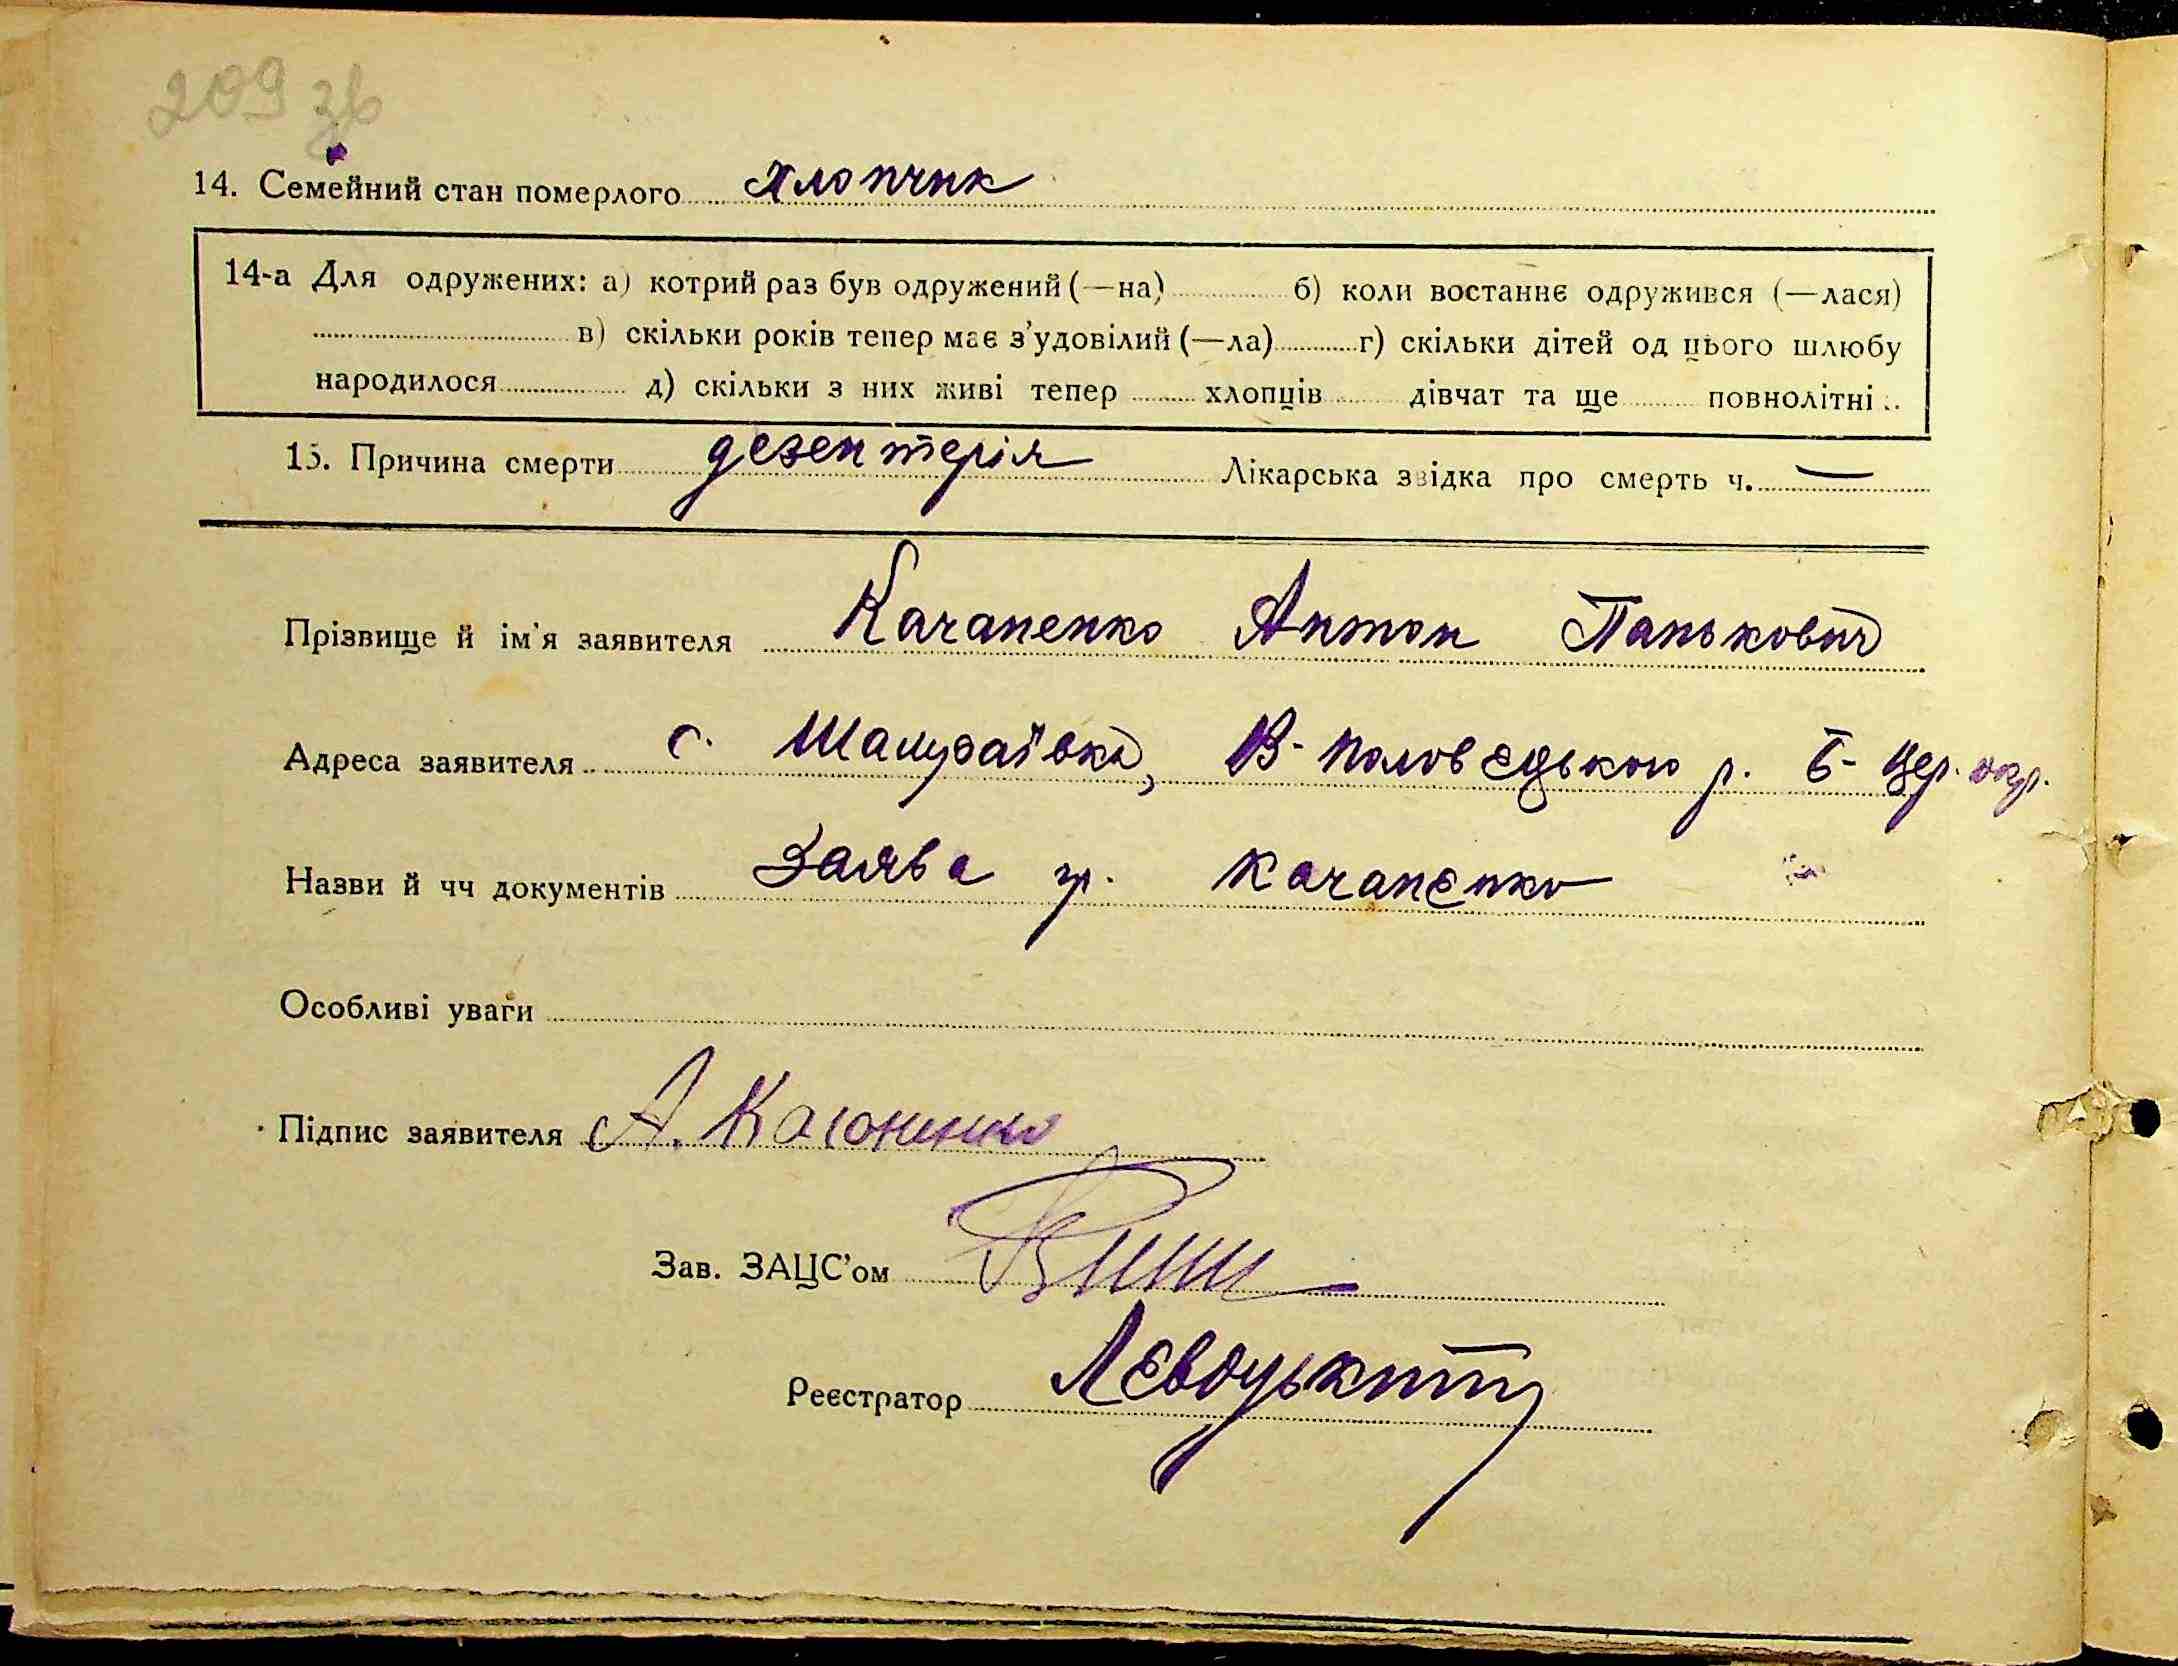 209 зв
14. Семейний стан померлого хлопчик
14-а Для одружених: а) котрий раз був одружений (—на) б) коли востаннє одружився (—лася)
в) скільки років тепер має з'удовілий (—ла) г) скільки дітей од цього шлюбу
народилося д) скільки з них живі тепер хлопців дівчат та ще повнолітні
15. Причина смерти дезентерія Лікарська звідка про смерть ч. —
Прізвище й ім'я заявителя Качаненко Антон Панькович
Адреса заявителя с. Шамраївка, В-Половецького р. Б-Цер. окр.
Назви й чч документів Заява гр. Качаненко
Особливі уваги
Підпис заявителя А.
Зав. ЗАЦС'ом
Реєстратор